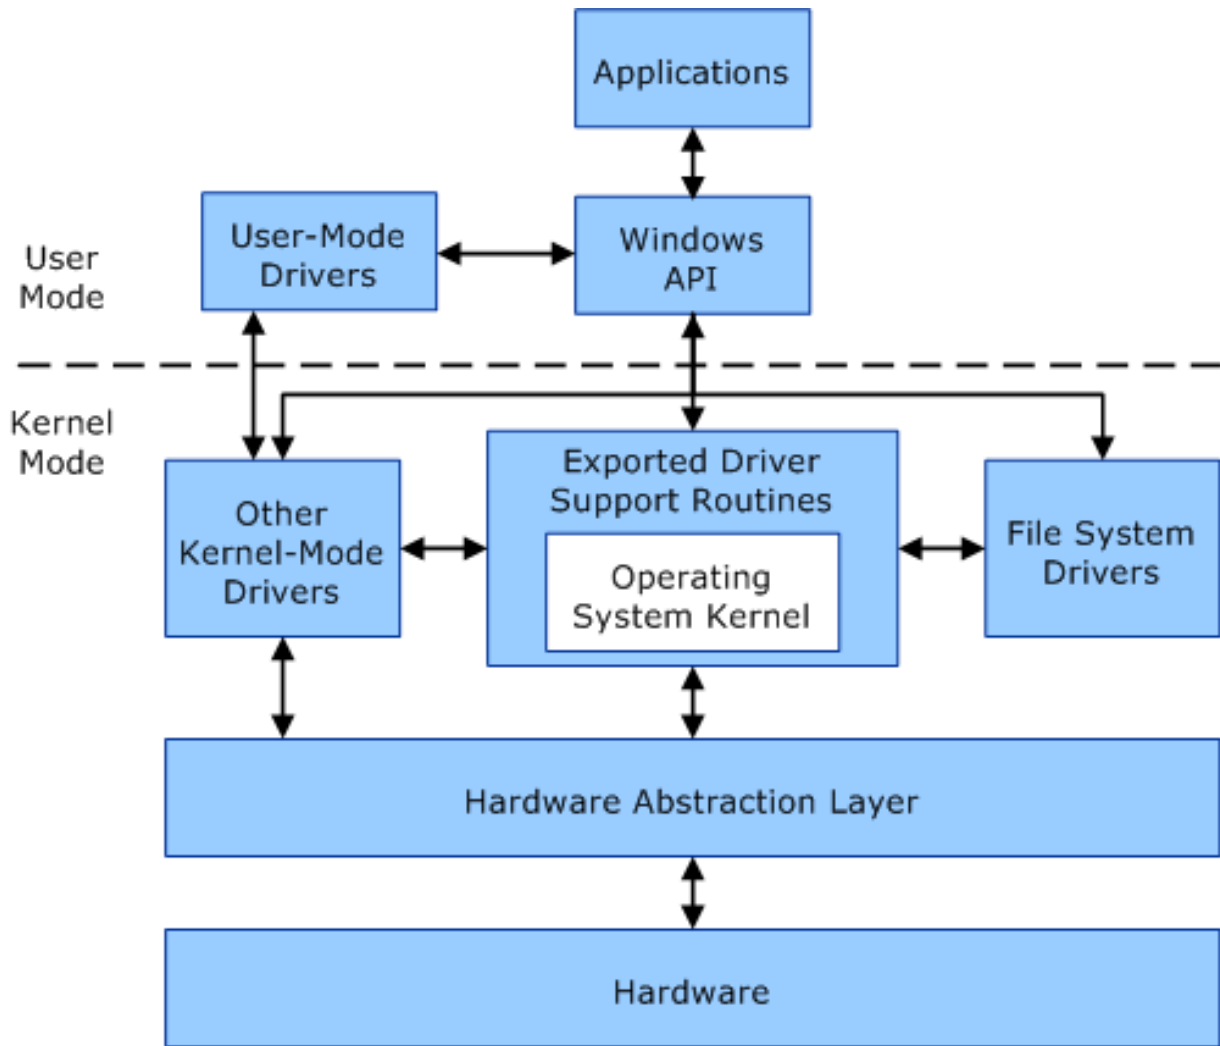 Applications
User-Mode
Drivers
Windows
API
User
Mode
Kernel
Mode
Other
Kernel-Mode
Drivers
Exported Driver
Support Routines
Operating
System Kernel
File System
Drivers
Hardware Abstraction Layer
Hardware